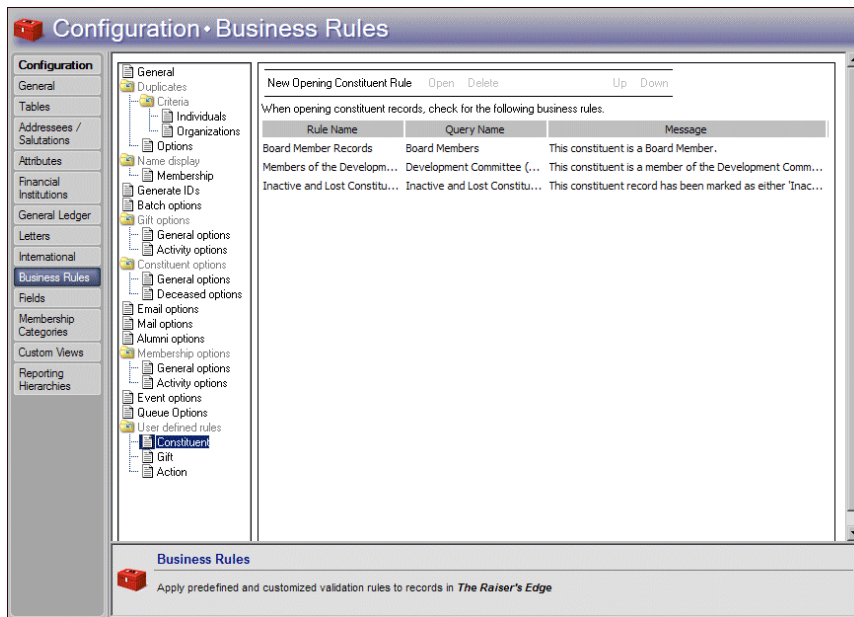 Configuration • Business Rules
Configuration
General
Tables
Addressees /
Salutations
Attributes
Financial
Institutions
General Ledger
Letters
International
Business Rules
Fields
Membership
Categories
Custom Views
Reporting
Hierarchies
General
Duplicates
Criteria
Individuals
Organizations
Options
Name display
Membership
Generate IDs
Batch options
Gift options
General options
Activity options
Constituent options
General options
Deceased options
Email options
Mail options
Alumni options
Membership options
General options
Activity options
Event options
Queue Options
User defined rules
Constituent
Gift
Action
New Opening Constituent Rule Open Delete Up Down
When opening constituent records, check for the following business rules.
Rule Name Query Name Message
Board Member Records Board Members This constituent is a Board Member.
Members of the Developm... Development Committee (... This constituent is a member of the Development Comm...
Inactive and Lost Constitu... Inactive and Lost Constitu... This constituent record has been marked as either 'Inac...
Business Rules
Apply predefined and customized validation rules to records in The Raiser's Edge